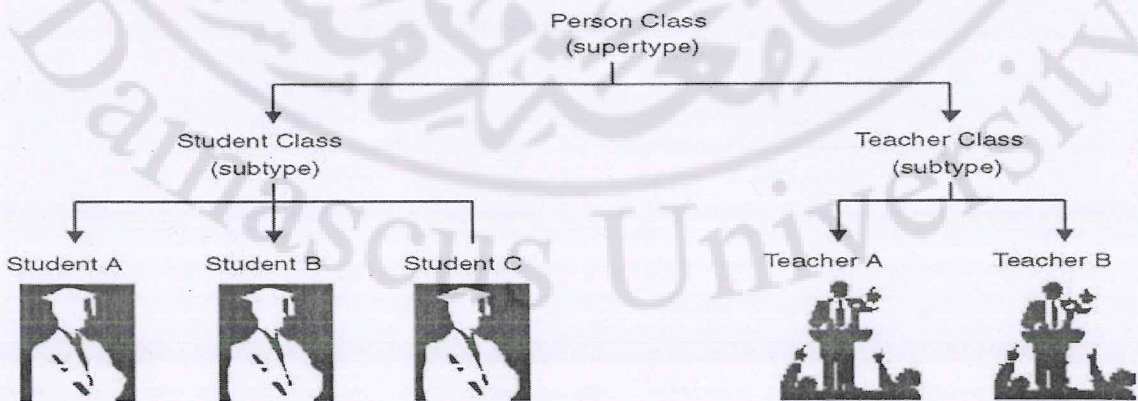 Person Class
(supertype)
Student Class
(subtype)
Teacher Class
(subtype)
Student A
Student B
Student C
Teacher A
Teacher B
Damascus University